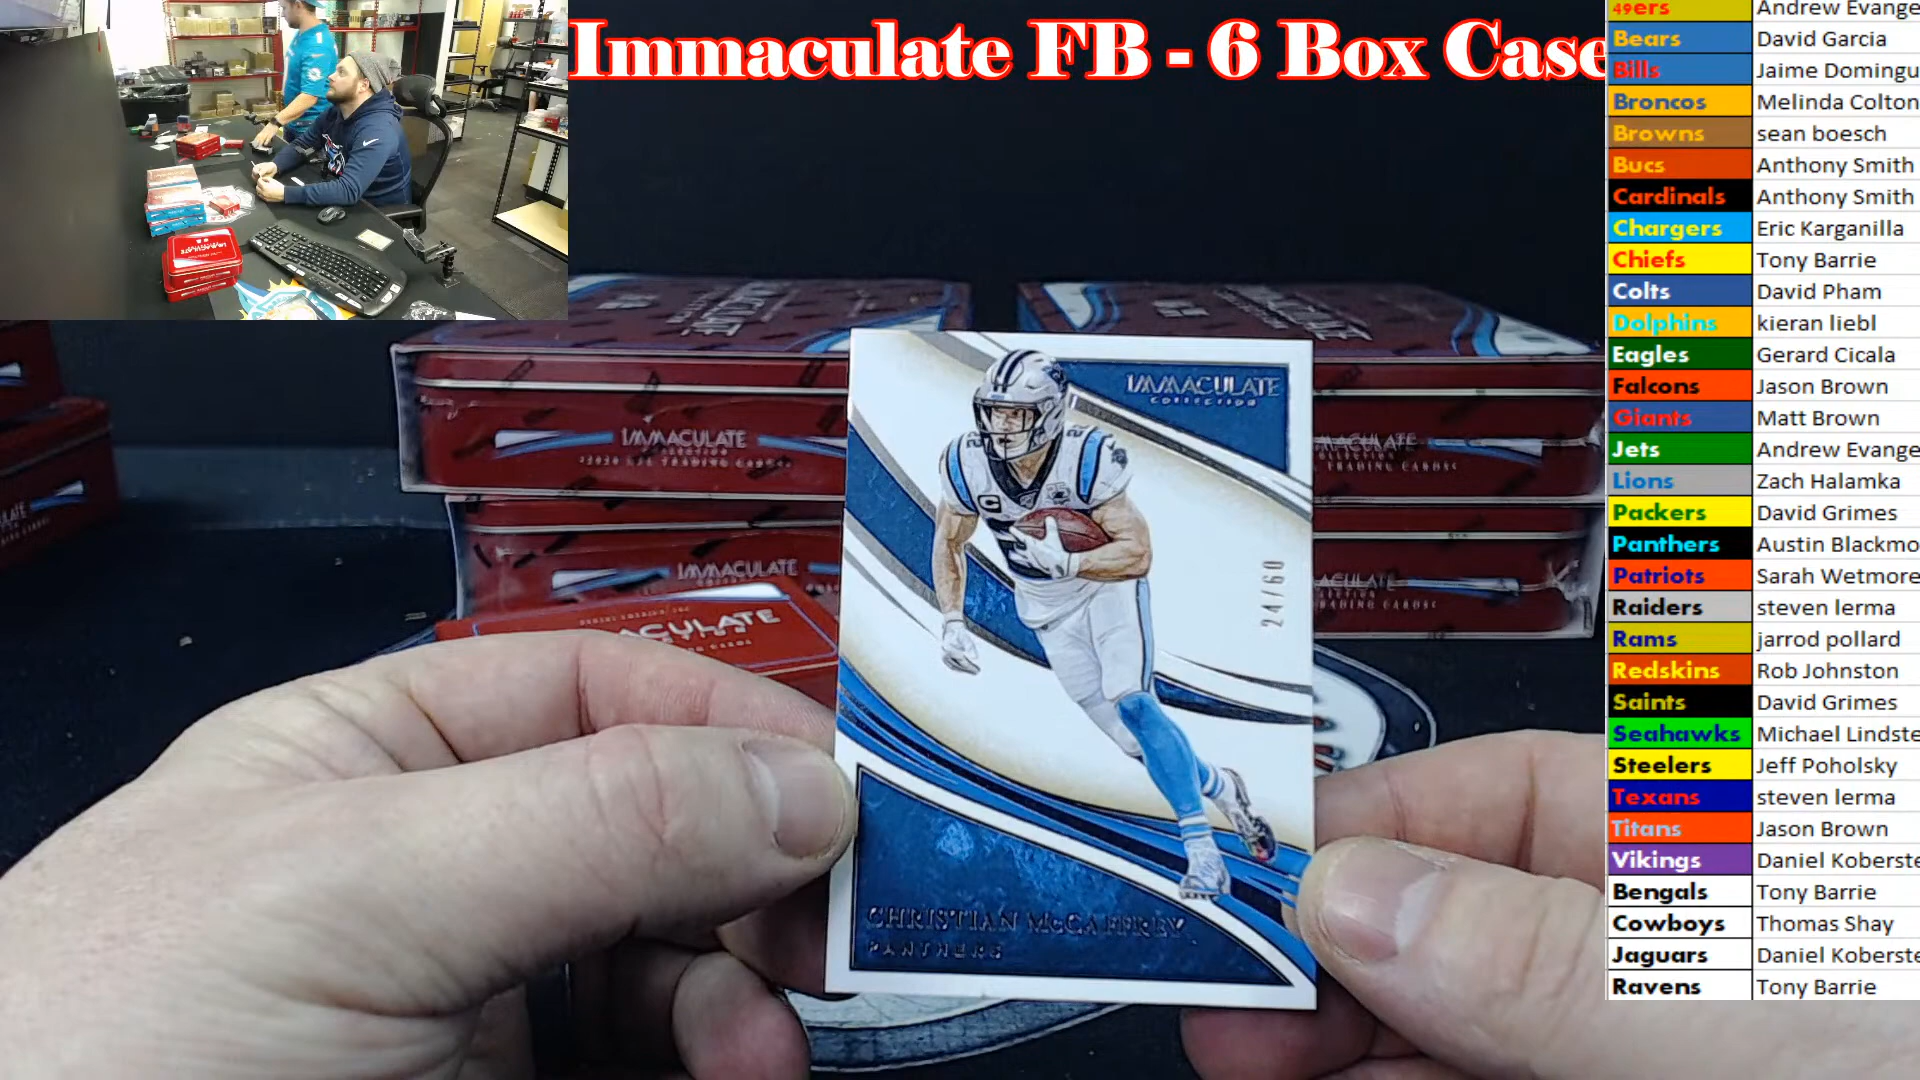 Immaculate FB - 6 Box Case
49ers Andrew Evange
Bears David Garcia
Bills Jaime Domingu
Broncos Melinda Colton
Browns sean boesch
Bucs Anthony Smith
Cardinals Anthony Smith
Chargers Eric Karganilla
Chiefs Tony Barrie
Colts David Pham
Dolphins kieran liebl
Eagles Gerard Cicala
Falcons Jason Brown
Giants Matt Brown
Jets Andrew Evange
Lions Zach Halamka
Packers David Grimes
Panthers Austin Blackmo
Patriots Sarah Wetmore
Raiders steven lerma
Rams jarrod pollard
Redskins Rob Johnston
Saints David Grimes
Seahawks Michael Lindste
Steelers Jeff Poholsky
Texans steven lerma
Titans Jason Brown
Vikings Daniel Koberste
Bengals Tony Barrie
Cowboys Thomas Shay
Jaguars Daniel Koberste
Ravens Tony Barrie
IMMACULATE
COLLECTION
24/60
CHRISTIAN McCAFFREY
PANTHERS
IMMACULATE
COLLECTION
IMMACULATE